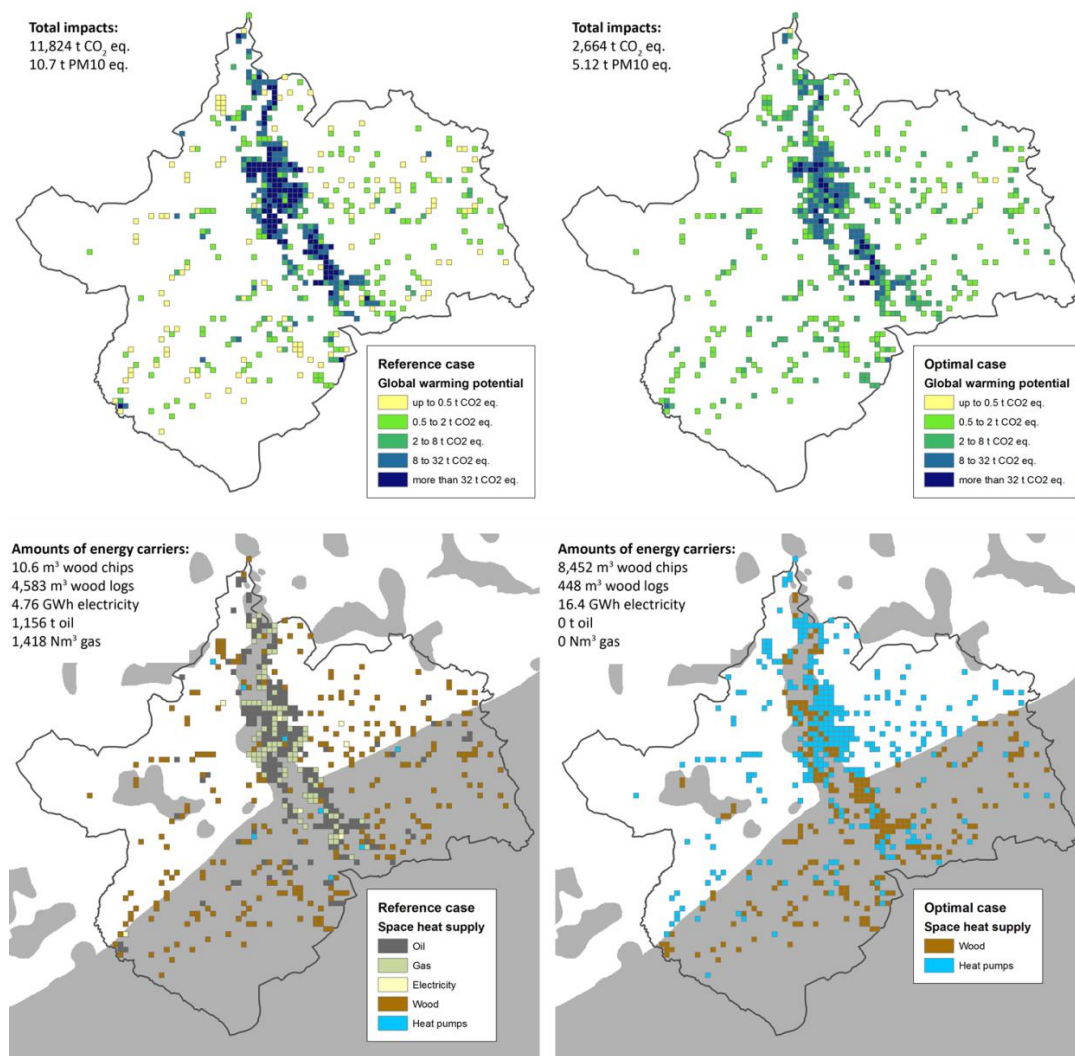 Total impacts:
11,824 t CO2 eq.
10.7 t PM10 eq.
Reference case
Global warming potential
up to 0.5 t CO2 eq.
0.5 to 2 t CO2 eq.
2 to 8 t CO2 eq.
8 to 32 t CO2 eq.
more than 32 t CO2 eq.
Total impacts:
2,664 t CO2 eq.
5.12 t PM10 eq.
Optimal case
Global warming potential
up to 0.5 t CO2 eq.
0.5 to 2 t CO2 eq.
2 to 8 t CO2 eq.
8 to 32 t CO2 eq.
more than 32 t CO2 eq.
Amounts of energy carriers:
10.6 m³ wood chips
4,583 m³ wood logs
4.76 GWh electricity
1,156 t oil
1,418 Nm³ gas
Reference case
Space heat supply
Oil
Gas
Electricity
Wood
Heat pumps
Amounts of energy carriers:
8,452 m³ wood chips
448 m³ wood logs
16.4 GWh electricity
0 t oil
0 Nm³ gas
Optimal case
Space heat supply
Wood
Heat pumps